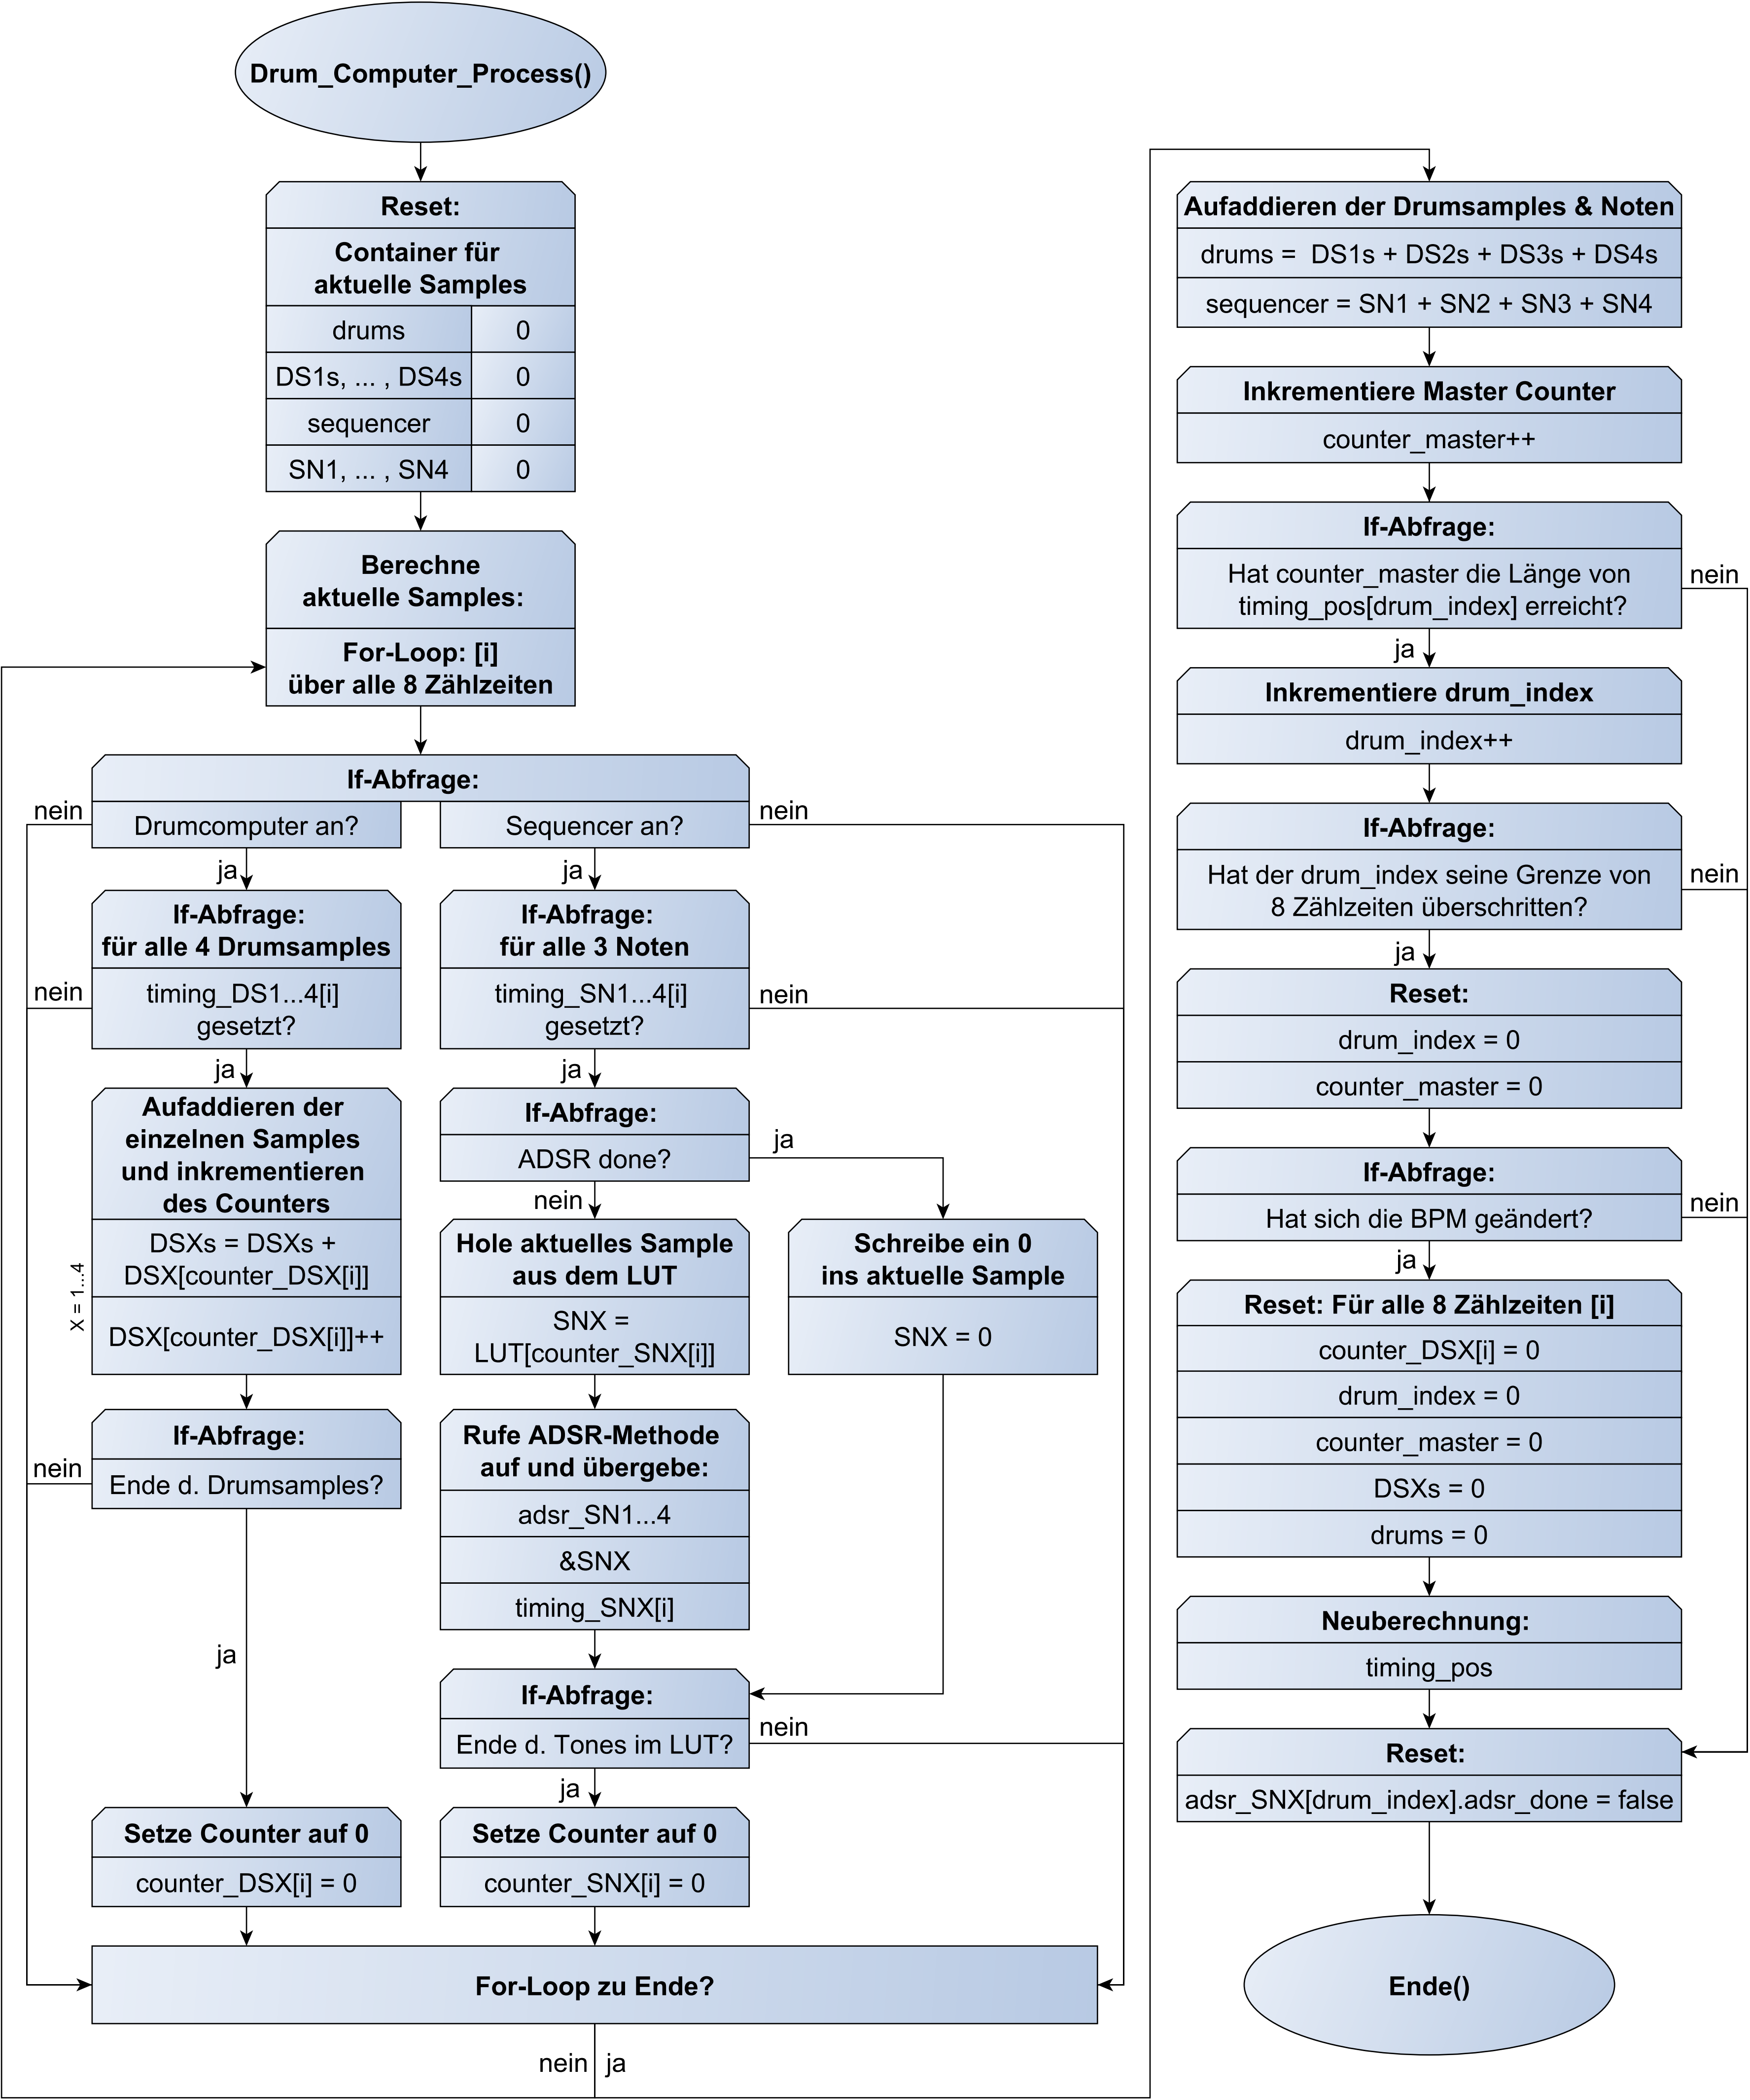 Drum_Computer_Process()
Reset:
Container für
aktuelle Samples
drums 0
DS1s, ... , DS4s 0
sequencer 0
SN1, ... , SN4 0
Berechne
aktuelle Samples:
For-Loop: [i]
über alle 8 Zählzeiten
If-Abfrage:
nein
Drumcomputer an?
Sequencer an?
nein
ja
ja
If-Abfrage:
für alle 4 Drumsamples
nein
timing_DS1...4[i]
gesetzt?
ja
Aufaddieren der
einzelnen Samples
und inkrementieren
des Counters
X = 1...4
DSXs = DSXs +
DSX[counter_DSX[i]]
DSX[counter_DSX[i]]++
If-Abfrage:
nein
Ende d. Drumsamples?
ja
Setze Counter auf 0
counter_DSX[i] = 0
If-Abfrage:
für alle 3 Noten
timing_SN1...4[i]
gesetzt?
nein
ja
If-Abfrage:
ADSR done?
ja
nein
Hole aktuelles Sample
aus dem LUT
SNX =
LUT[counter_SNX[i]]
Schreibe ein 0
ins aktuelle Sample
SNX = 0
Rufe ADSR-Methode
auf und übergebe:
adsr_SN1...4
&SNX
timing_SNX[i]
If-Abfrage:
Ende d. Tones im LUT?
nein
ja
Setze Counter auf 0
counter_SNX[i] = 0
For-Loop zu Ende?
nein
ja
Aufaddieren der Drumsamples & Noten
drums = DS1s + DS2s + DS3s + DS4s
sequencer = SN1 + SN2 + SN3 + SN4
Inkrementiere Master Counter
counter_master++
If-Abfrage:
Hat counter_master die Länge von
timing_pos[drum_index] erreicht?
nein
ja
Inkrementiere drum_index
drum_index++
If-Abfrage:
Hat der drum_index seine Grenze von
8 Zählzeiten überschritten?
nein
ja
Reset:
drum_index = 0
counter_master = 0
If-Abfrage:
Hat sich die BPM geändert?
nein
ja
Reset: Für alle 8 Zählzeiten [i]
counter_DSX[i] = 0
drum_index = 0
counter_master = 0
DSXs = 0
drums = 0
Neuberechnung:
timing_pos
Reset:
adsr_SNX[drum_index].adsr_done = false
Ende()